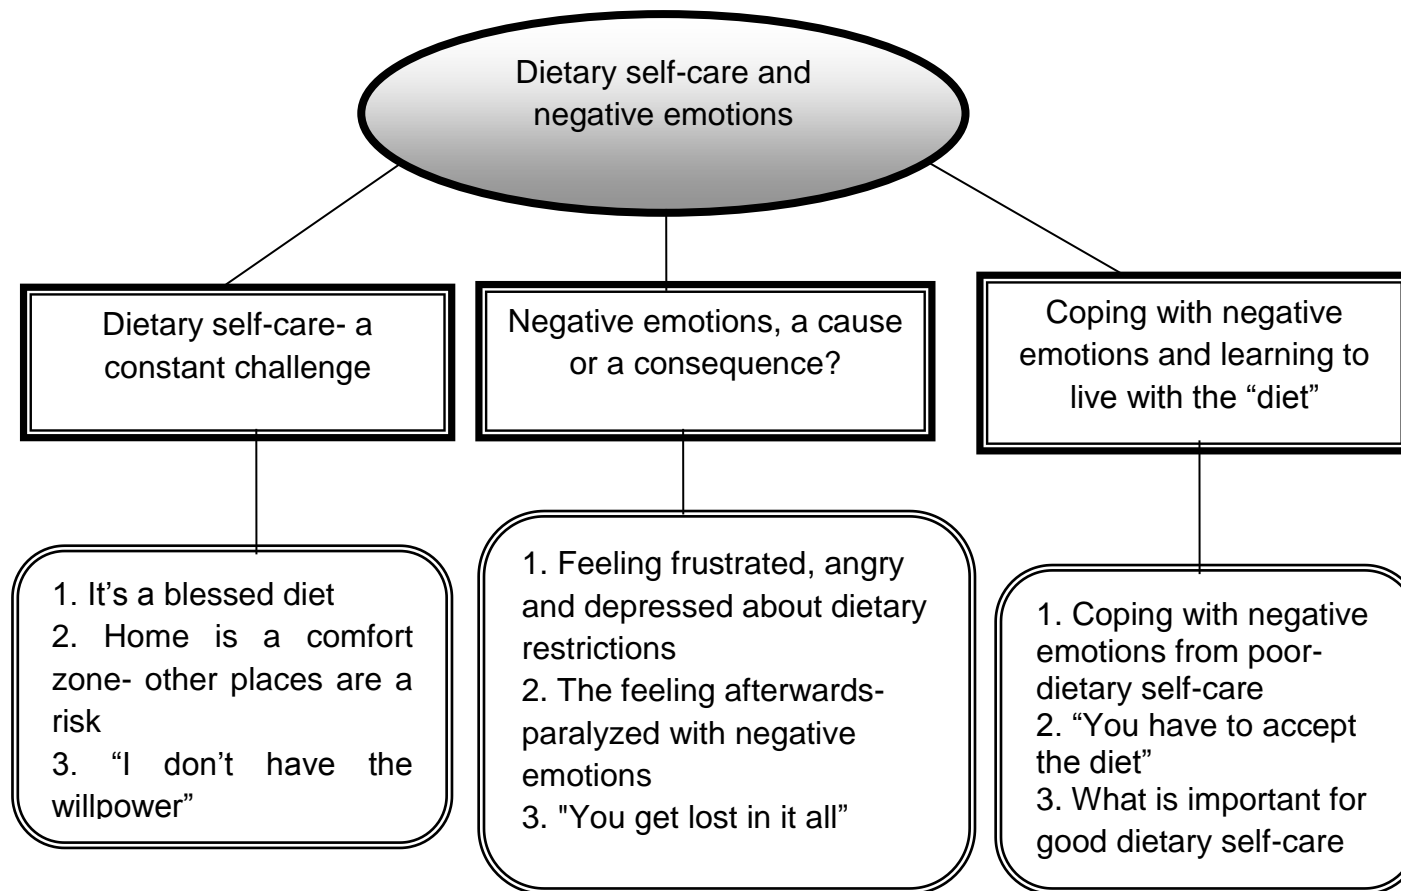 Dietary self-care and
negative emotions
Dietary self-care- a
constant challenge
Negative emotions, a cause
or a consequence?
Coping with negative
emotions and learning to
live with the “diet”
1. It’s a blessed diet
2. Home is a comfort
zone- other places are a
risk
3. “I don’t have the
willpower”
1. Feeling frustrated, angry
and depressed about dietary
restrictions
2. The feeling afterwards-
paralyzed with negative
emotions
3. "You get lost in it all”
1. Coping with negative
emotions from poor-
dietary self-care
2. “You have to accept
the diet”
3. What is important for
good dietary self-care